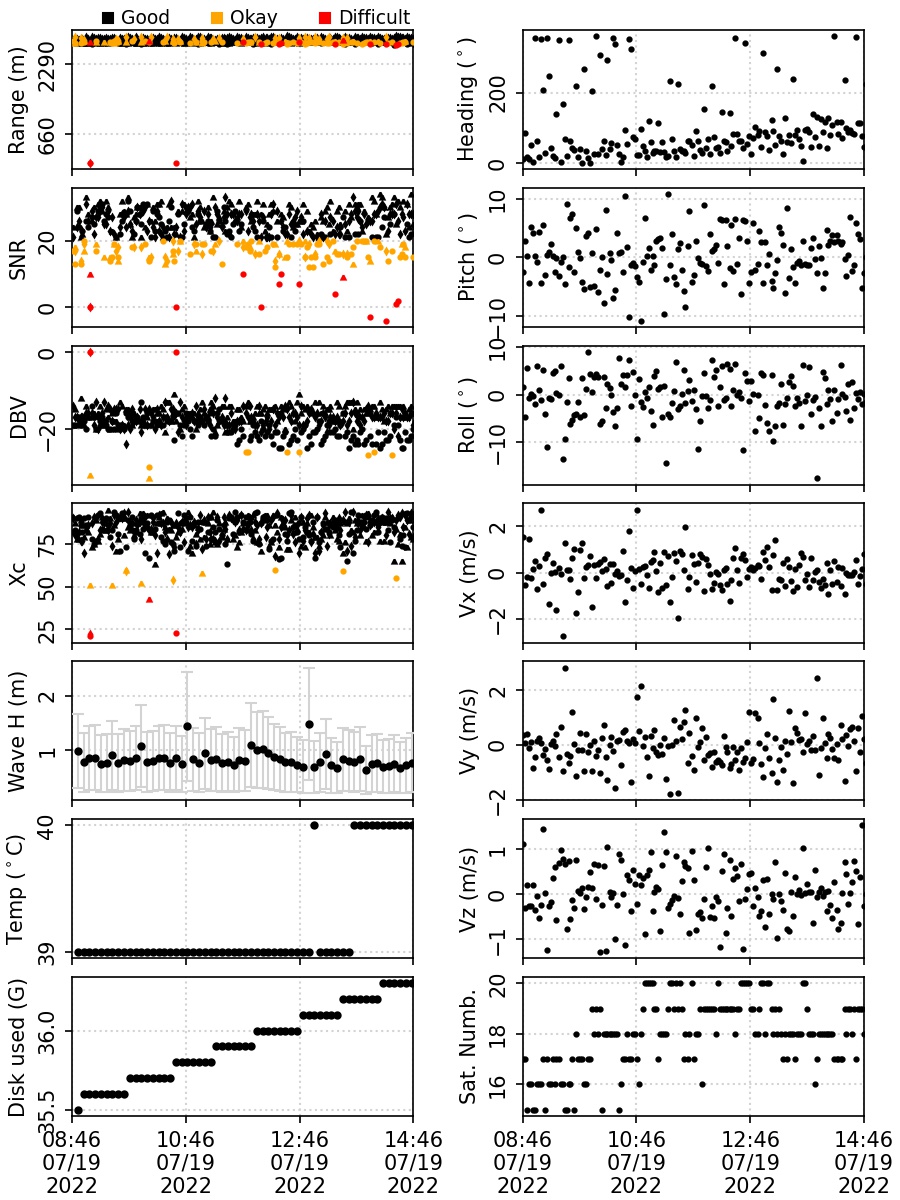 Good Okay Difficult
Range (m)
2290
660
Heading (°)
200
0
SNR
20
0
Pitch (°)
10
0
−10
DBV
0
−20
Roll (°)
10
0
−10
Xc
75
50
25
Vx (m/s)
2
0
−2
Wave H (m)
2
1
Vy (m/s)
2
0
−2
Temp (°C)
40
39
Vz (m/s)
1
0
−1
Disk used (G)
36.0
35.5
Sat. Numb.
20
18
16
08:46 10:46 12:46 14:46
07/19 07/19 07/19 07/19
2022 2022 2022 2022
08:46 10:46 12:46 14:46
07/19 07/19 07/19 07/19
2022 2022 2022 2022